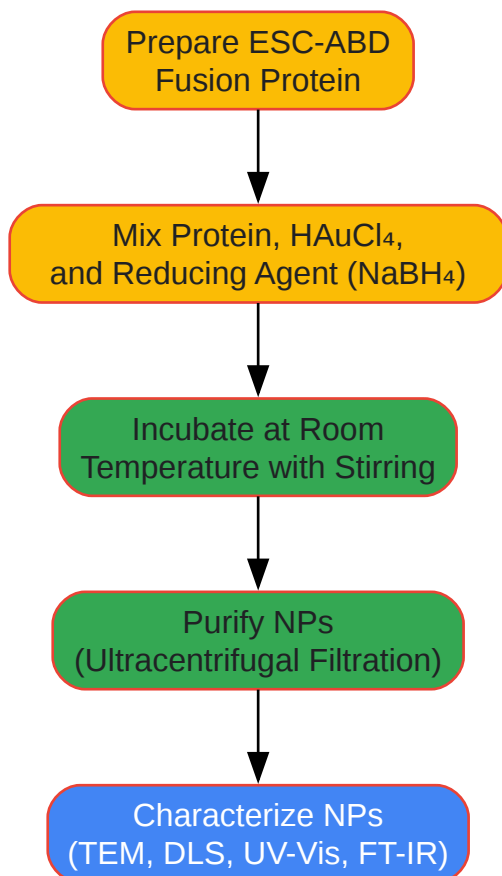 Prepare ESC-ABD
Fusion Protein
Mix Protein, HAuCl₄,
and Reducing Agent (NaBH₄)
Incubate at Room
Temperature with Stirring
Purify NPs
(Ultracentrifugal Filtration)
Characterize NPs
(TEM, DLS, UV-Vis, FT-IR)